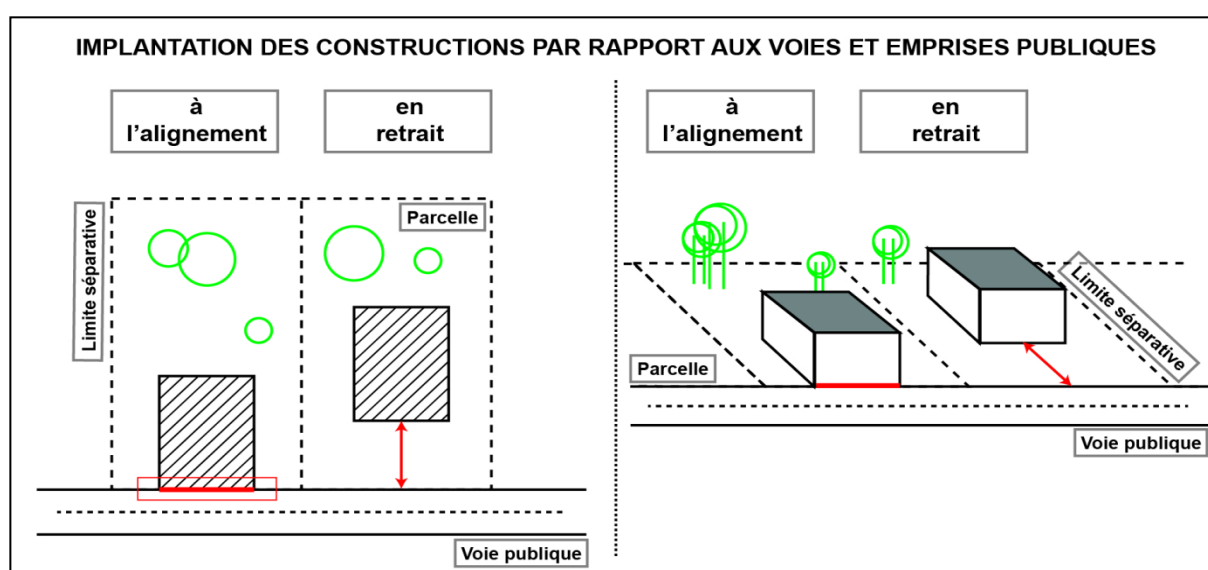 IMPLANTATION DES CONSTRUCTIONS PAR RAPPORT AUX VOIES ET EMPRISES PUBLIQUES
à
l'alignement
en
retrait
Limite séparative
Parcelle
Voie publique
à
l'alignement
en
retrait
Limite séparative
Parcelle
Voie publique